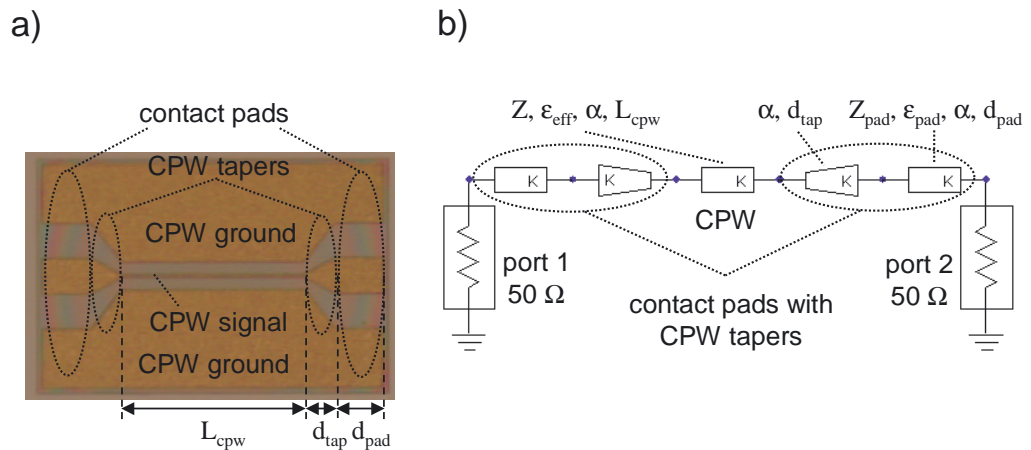 a)
contact pads
CPW tapers
CPW ground
CPW signal
CPW ground
L_cpw
d_tap
d_pad
b)
Z, ε_eff, α, L_cpw
α, d_tap
Z_pad, ε_pad, α, d_pad
K
K
K
K
K
CPW
port 1
50 Ω
port 2
50 Ω
contact pads with
CPW tapers